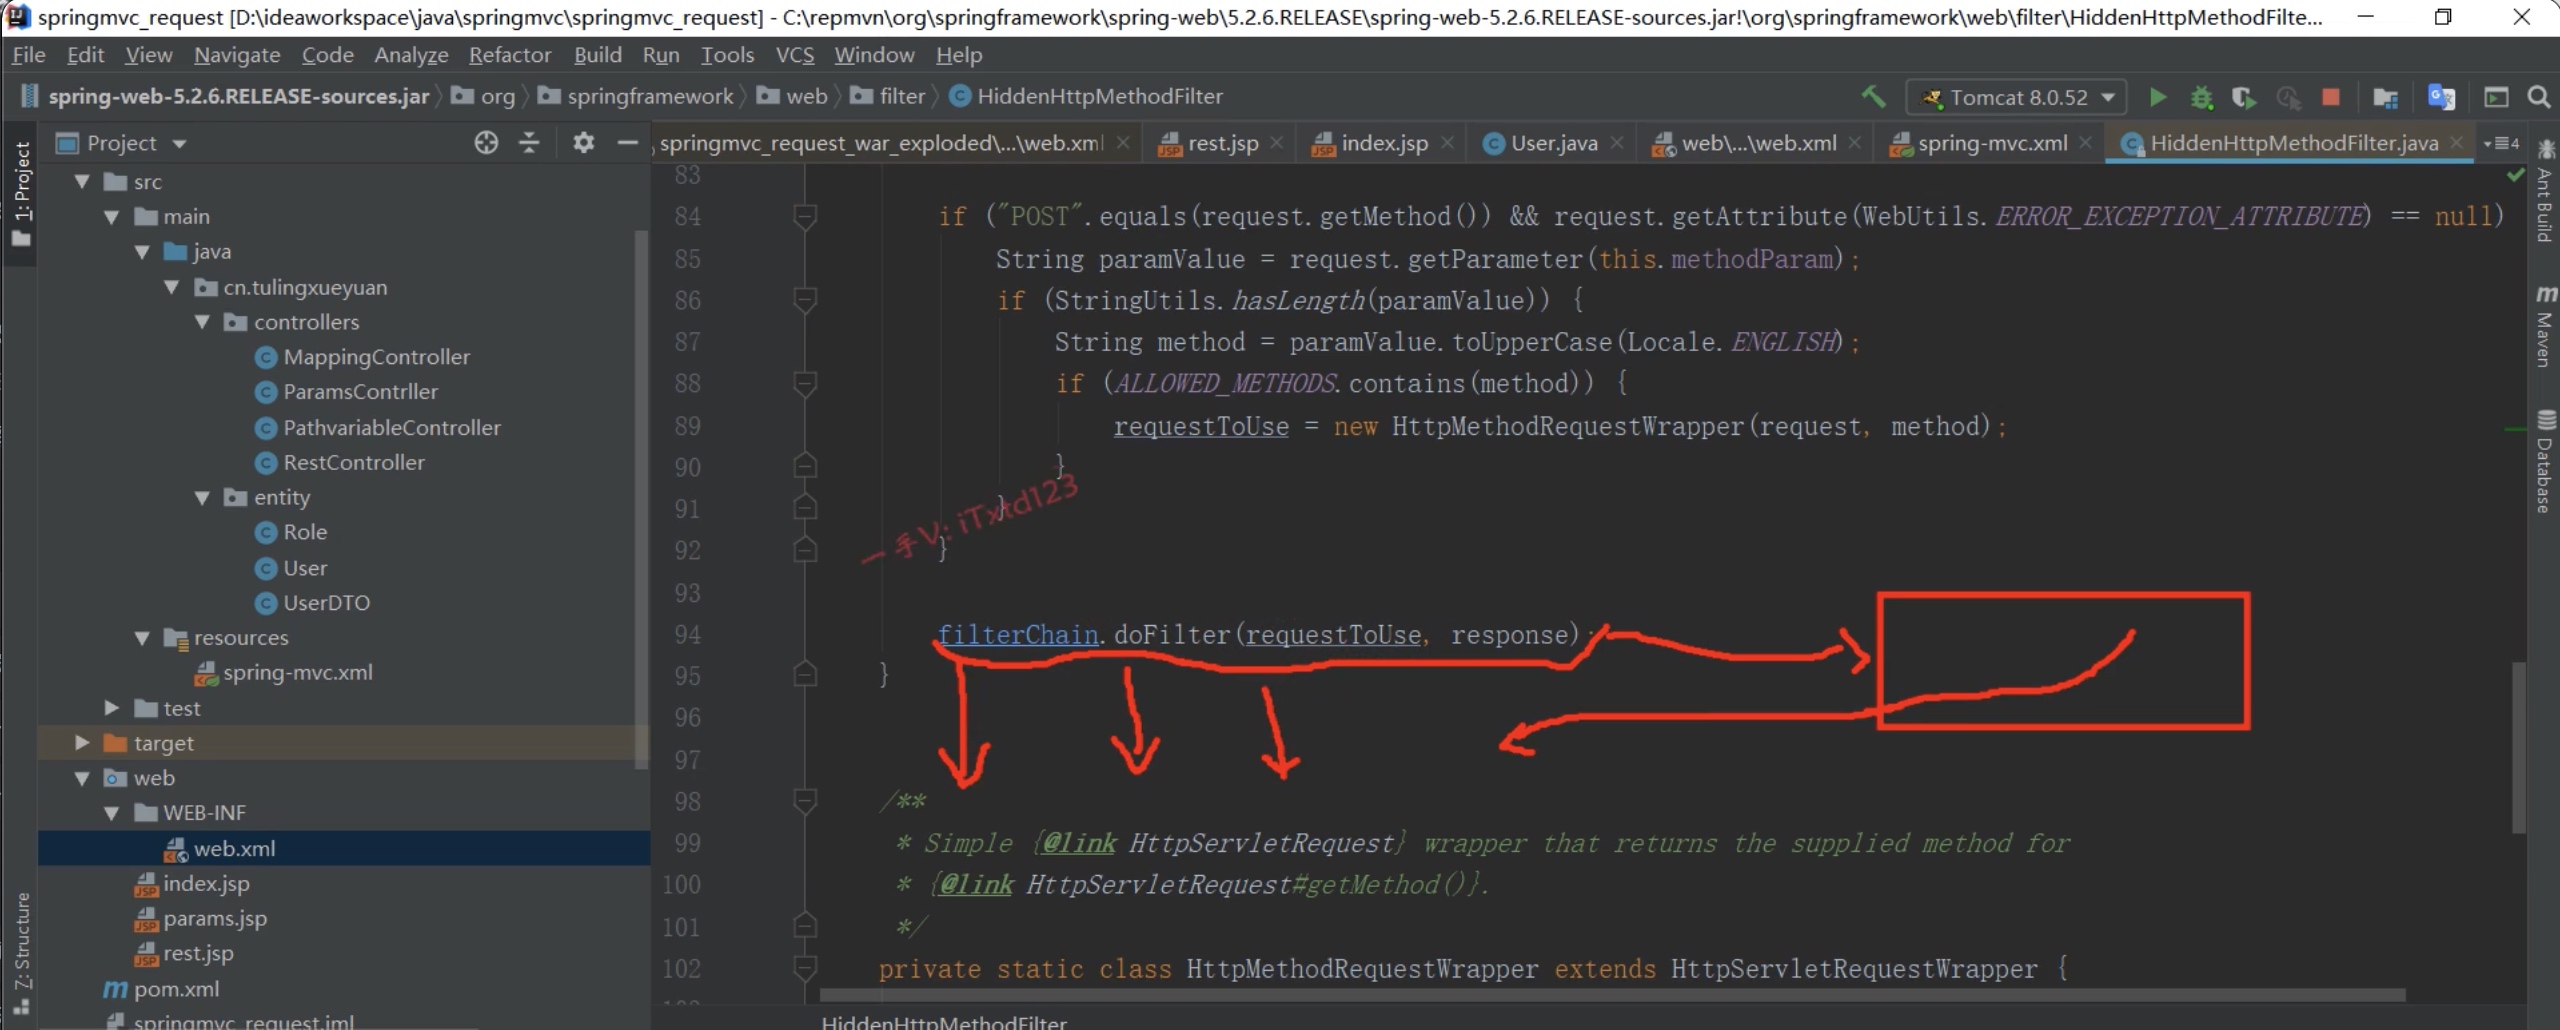 springmvc_request [D:\ideaworkspace\java\springmvc\springmvc_request] - C:\repmvn\org\springframework\spring-web\5.2.6.RELEASE\spring-web-5.2.6.RELEASE-sources.jar!\org\springframework\web\filter\HiddenHttpMethodFilte...
File Edit View Navigate Code Analyze Refactor Build Run Tools VCS Window Help
spring-web-5.2.6.RELEASE-sources.jar org springframework web filter HiddenHttpMethodFilter Tomcat 8.0.52
Project springmvc_request_war_exploded\...\web.xml rest.jsp index.jsp User.java web\...\web.xml spring-mvc.xml HiddenHttpMethodFilter.java 4
1: Project
Z: Structure
src
main
java
cn.tulingxueyuan
controllers
MappingController
ParamsContrller
PathvariableController
RestController
entity
Role
User
UserDTO
resources
spring-mvc.xml
test
target
web
WEB-INF
web.xml
index.jsp
params.jsp
rest.jsp
pom.xml
springmvc_request.iml
83
84 if ("POST".equals(request.getMethod()) && request.getAttribute(WebUtils.ERROR_EXCEPTION_ATTRIBUTE) == null)
85 String paramValue = request.getParameter(this.methodParam);
86 if (StringUtils.hasLength(paramValue)) {
87 String method = paramValue.toUpperCase(Locale.ENGLISH);
88 if (ALLOWED_METHODS.contains(method)) {
89 requestToUse = new HttpMethodRequestWrapper(request, method);
90 }
91 }
92 }
一手V: iTxtd123
93
94 filterChain.doFilter(requestToUse, response);
95 }
96
97
98 /**
99 * Simple {@link HttpServletRequest} wrapper that returns the supplied method for
100 * {@link HttpServletRequest#getMethod()}.
101 */
102 private static class HttpMethodRequestWrapper extends HttpServletRequestWrapper {
HiddenHttpMethodFilter
Ant Build
Maven
Database